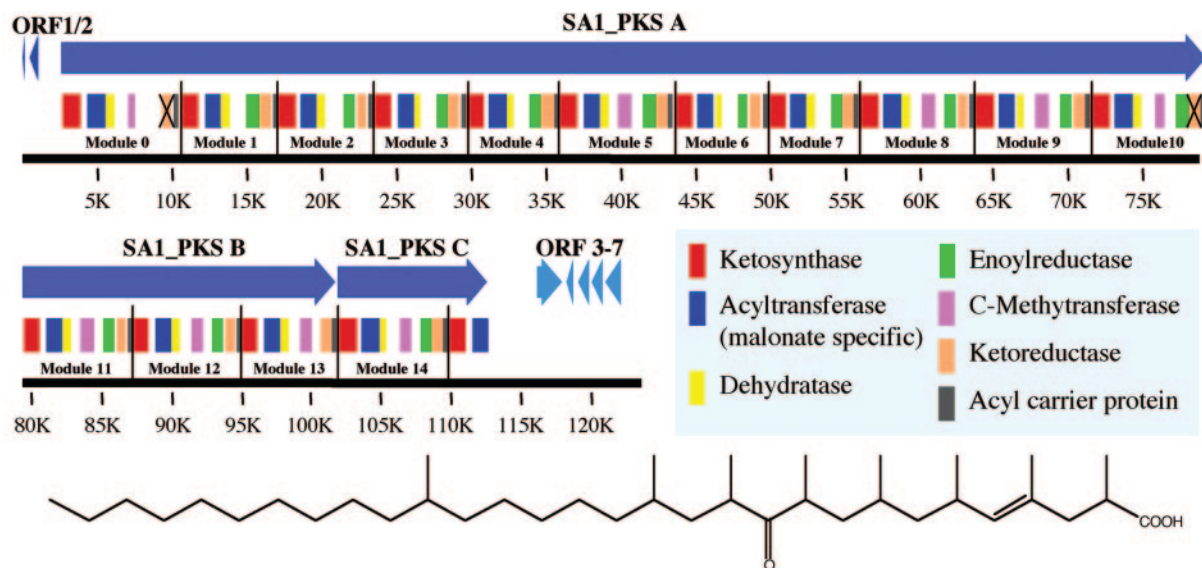 ORF1/2
SA1_PKS A
Module 0 Module 1 Module 2 Module 3 Module 4 Module 5 Module 6 Module 7 Module 8 Module 9 Module10
5K 10K 15K 20K 25K 30K 35K 40K 45K 50K 55K 60K 65K 70K 75K
SA1_PKS B SA1_PKS C ORF 3-7
Module 11 Module 12 Module 13 Module 14
80K 85K 90K 95K 100K 105K 110K 115K 120K
Ketosynthase
Acyltransferase
(malonate specific)
Dehydratase
Enoylreductase
C-Methytransferase
Ketoreductase
Acyl carrier protein
COOH
O